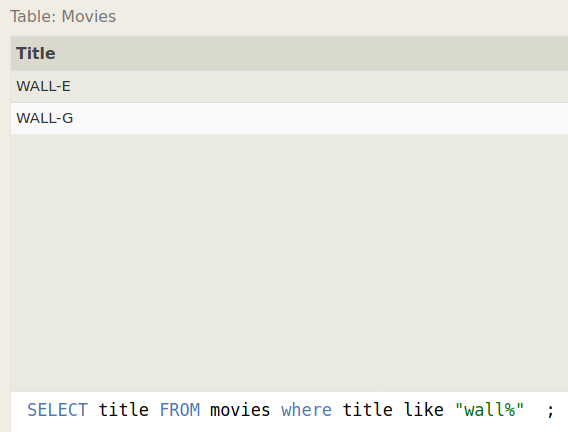 Table: Movies
Title
WALL-E
WALL-G
SELECT title FROM movies where title like "wall%" ;